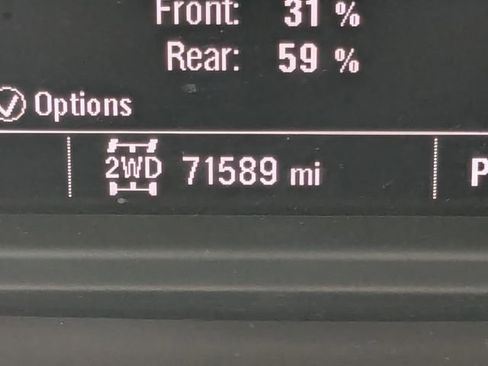 Front: 31 %
Rear: 59 %
Options
2WD 71589 mi P